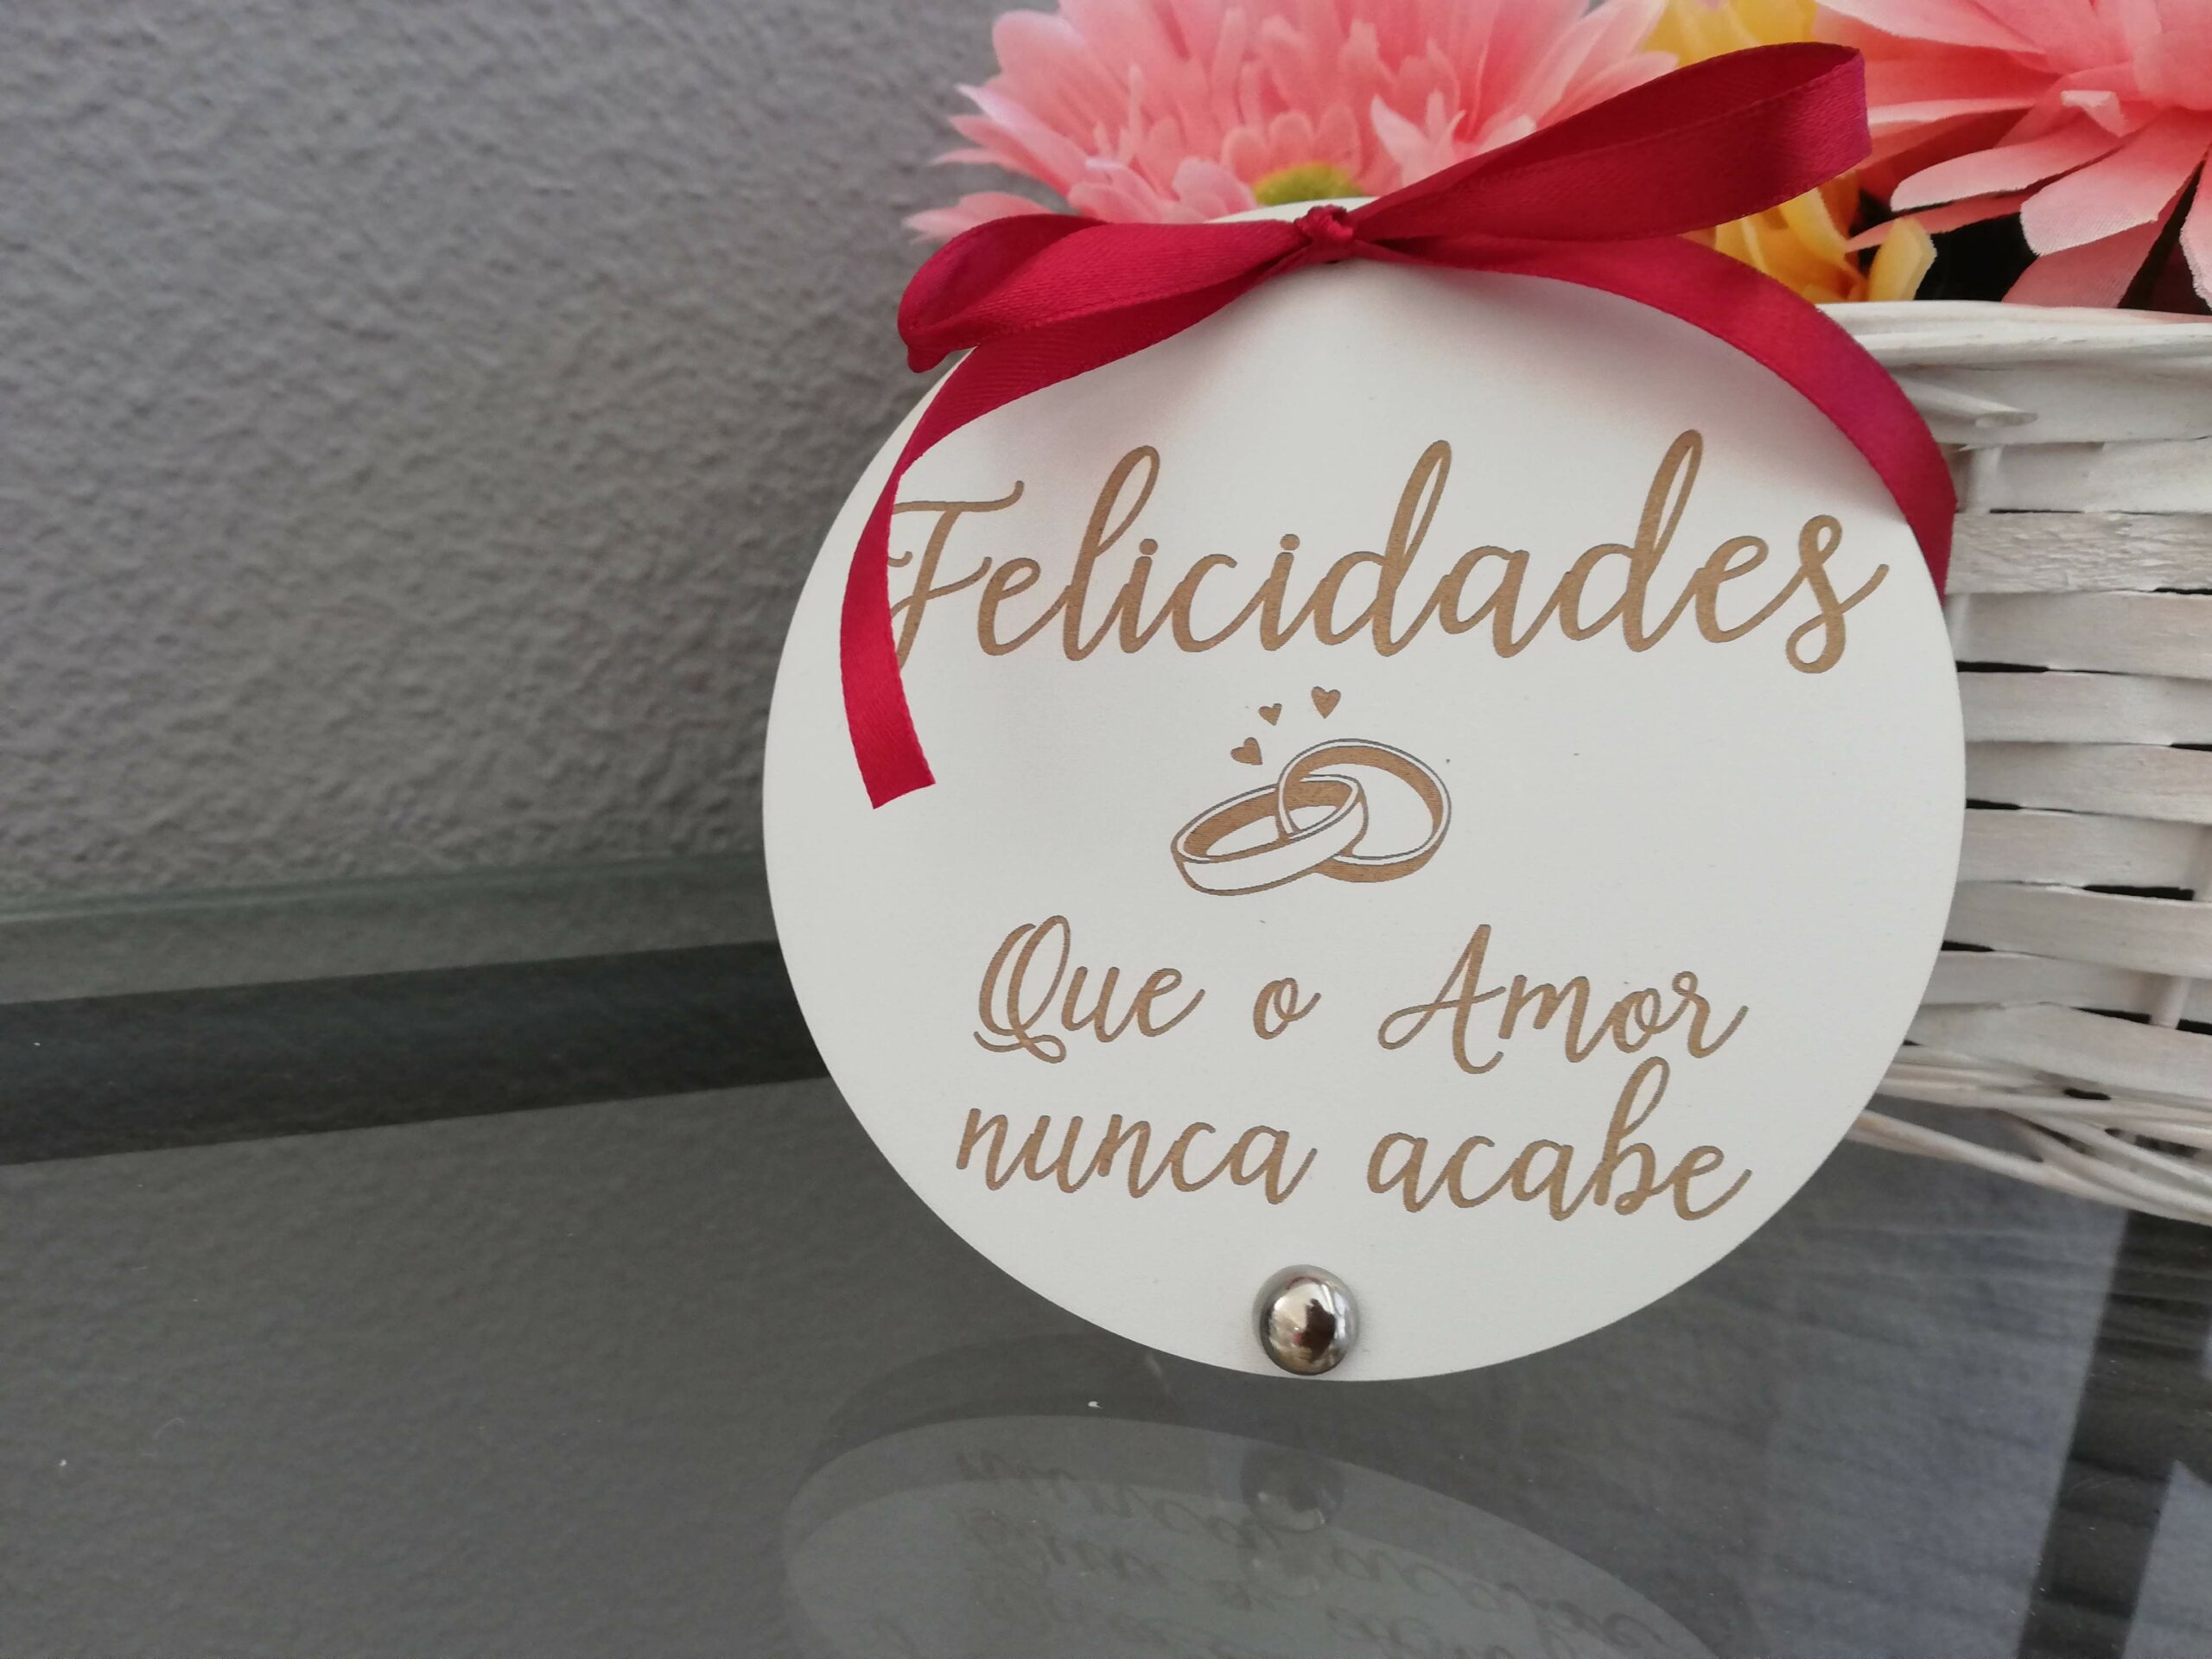 Felicidades
Que o Amor
nunca acabe